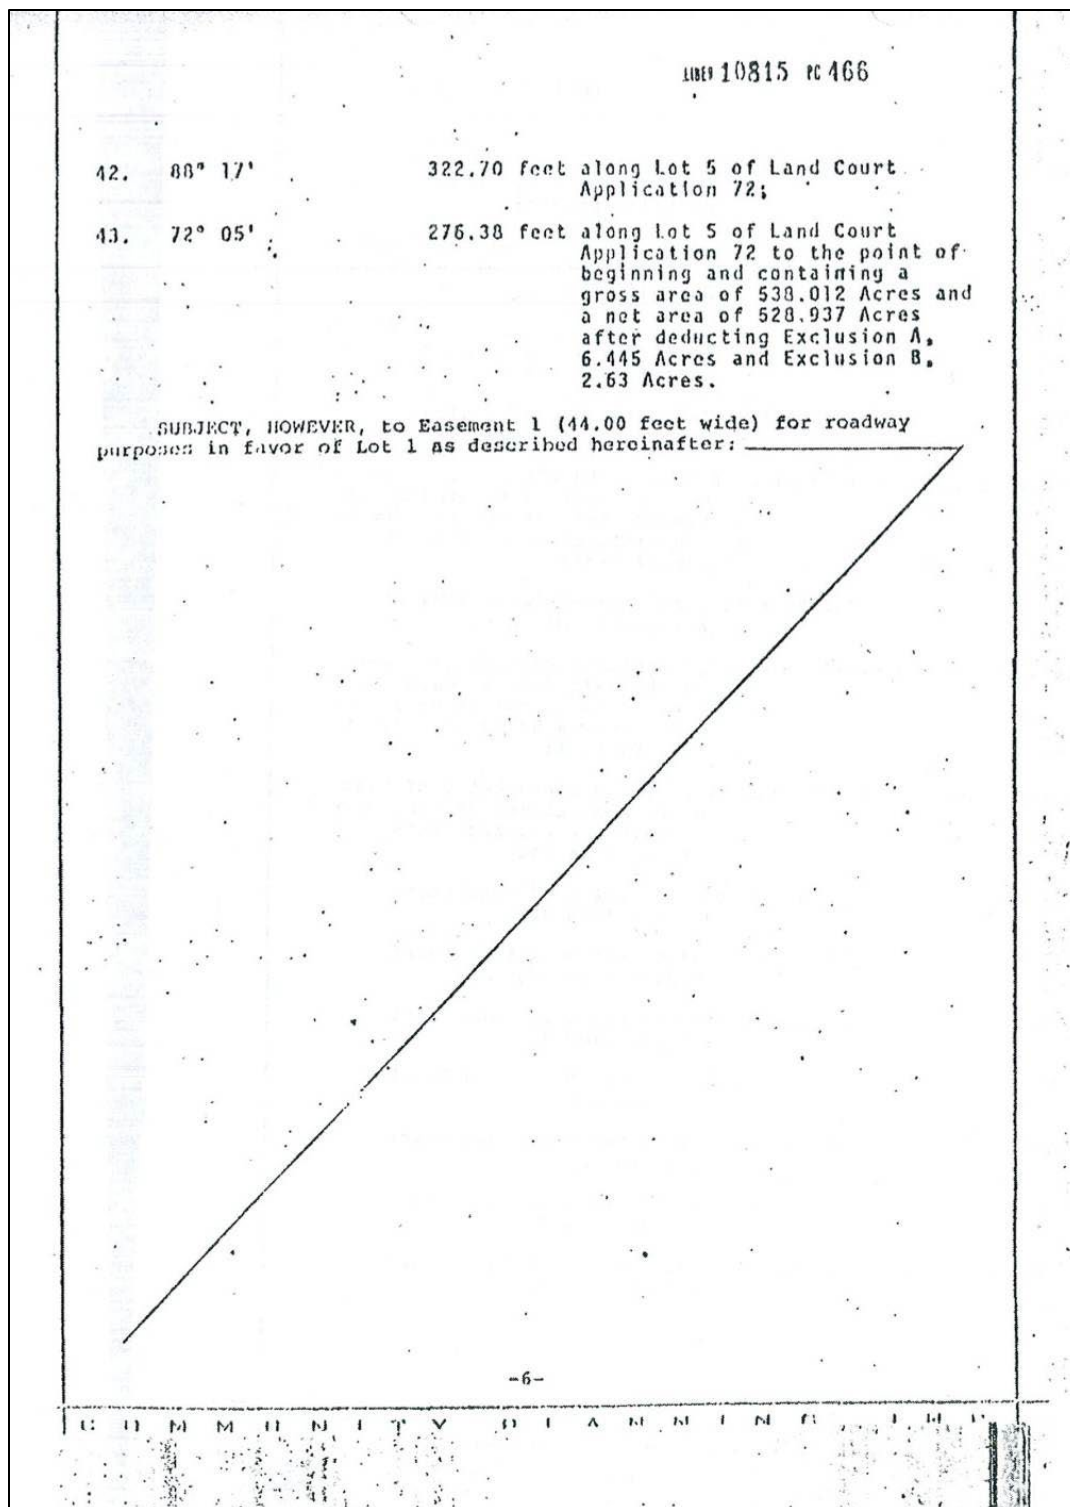 LIBER 10815 PG 466
42. 88° 17' 322.70 feet along Lot 5 of Land Court
Application 72;
43. 72° 05' 276.38 feet along Lot 5 of Land Court
Application 72 to the point of
beginning and containing a
gross area of 538.012 Acres and
a net area of 528.937 Acres
after deducting Exclusion A,
6.445 Acres and Exclusion B,
2.63 Acres.
SUBJECT, HOWEVER, to Easement 1 (44.00 feet wide) for roadway
purposes in favor of Lot 1 as described hereinafter:
-6-
COMMUNITY PLANNING